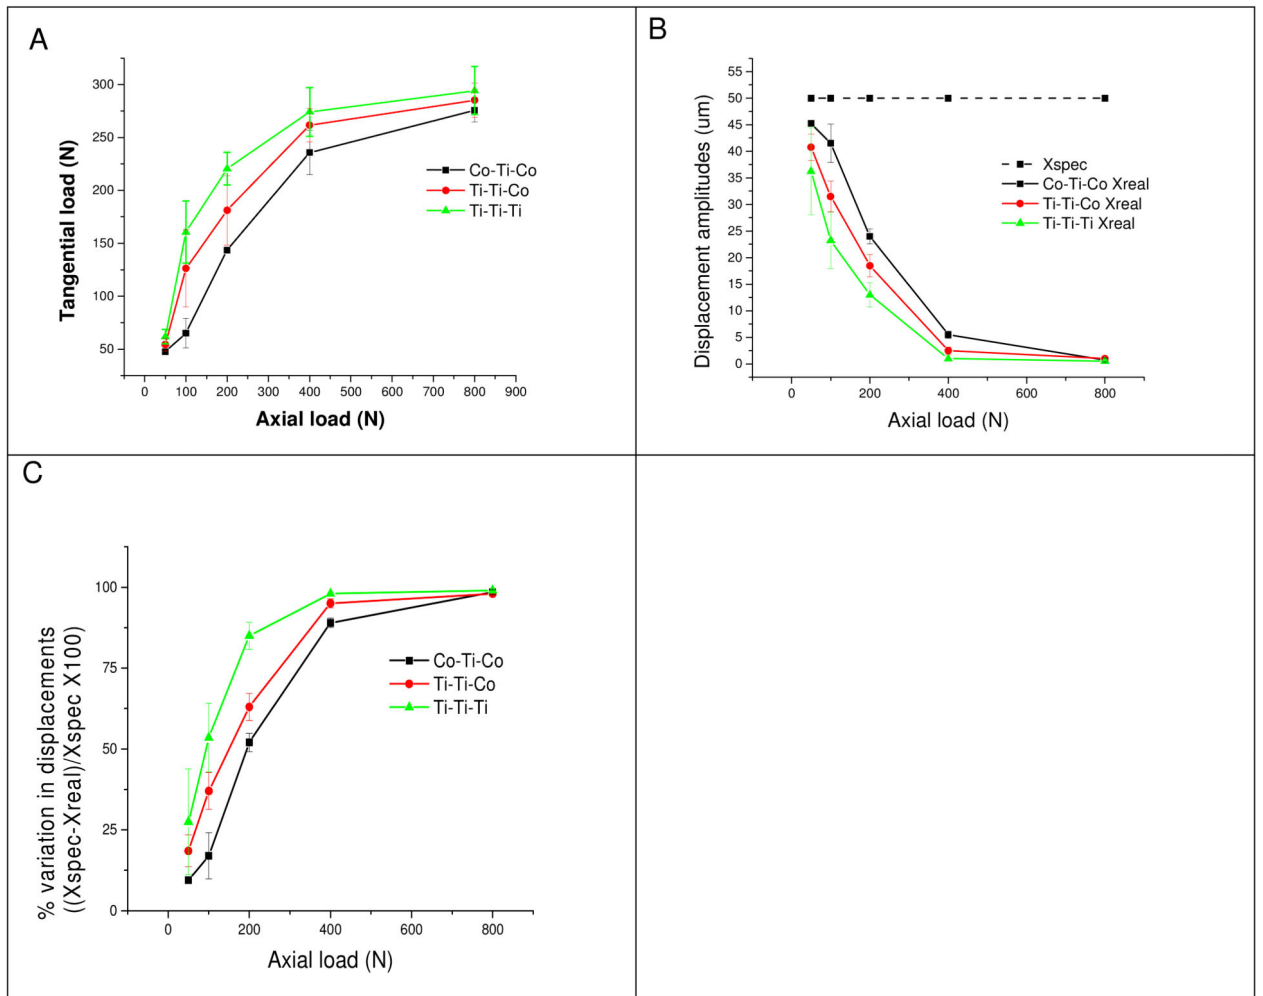 A
300
250
200
150
100
50
Tangential load (N)
0 100 200 300 400 500 600 700 800 900
Axial load (N)
Co-Ti-Co
Ti-Ti-Co
Ti-Ti-Ti
B
55
50
45
40
35
30
25
20
15
10
5
0
Displacement amplitudes (um)
0 200 400 600 800
Axial load (N)
Xspec
Co-Ti-Co Xreal
Ti-Ti-Co Xreal
Ti-Ti-Ti Xreal
C
100
75
50
25
0
% variation in displacements
((Xspec-Xreal)/Xspec X100)
0 200 400 600 800
Axial load (N)
Co-Ti-Co
Ti-Ti-Co
Ti-Ti-Ti